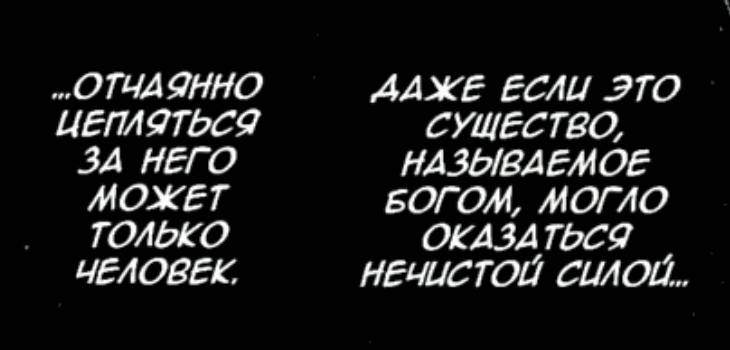 ДАЖЕ ЕСЛИ ЭТО
СУЩЕСТВО,
НАЗЫВАЕМОЕ
БОГОМ, МОГЛО
ОКАЗАТЬСЯ
НЕЧИСТОЙ СИЛОЙ...
...ОТЧАЯННО
ЦЕПЛЯТЬСЯ
ЗА НЕГО
МОЖЕТ
ТОЛЬКО
ЧЕЛОВЕК.